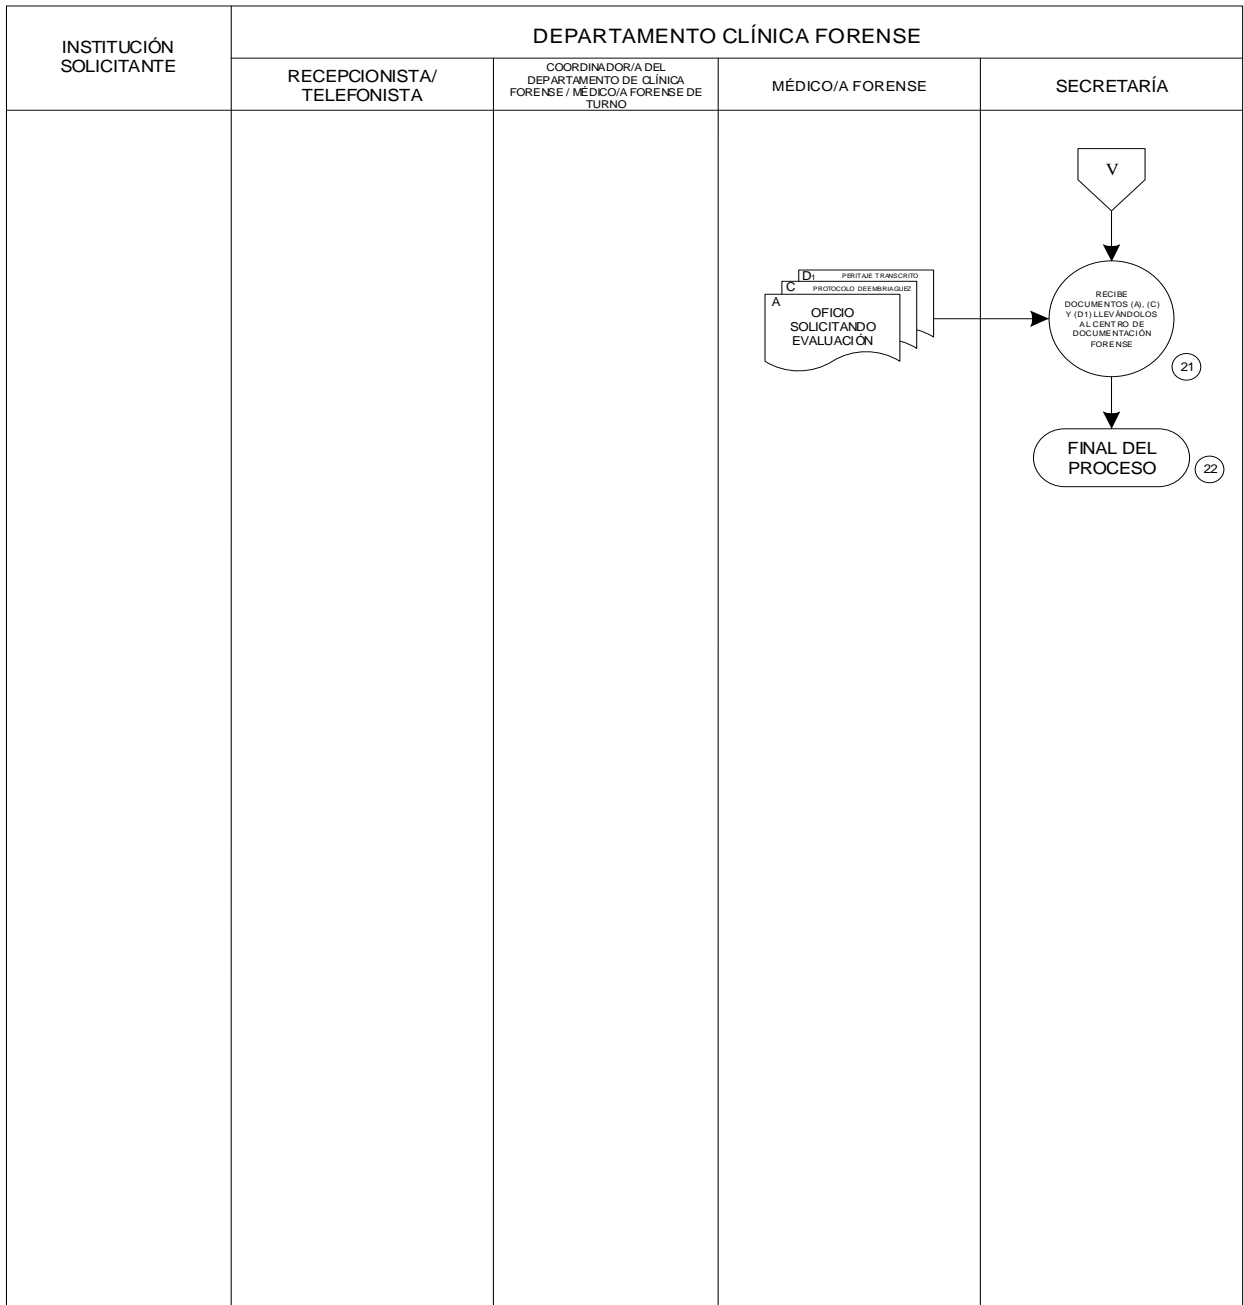 INSTITUCIÓN
SOLICITANTE
DEPARTAMENTO CLÍNICA FORENSE
RECEPCIONISTA/
TELEFONISTA
COORDINADOR/A DEL
DEPARTAMENTO DE CLÍNICA
FORENSE / MÉDICO/A FORENSE DE
TURNO
MÉDICO/A FORENSE
SECRETARÍA
V
D1 PERITAJE TRANSCRITO
C PROTOCOLO DE EMBRIAGUEZ
A
OFICIO
SOLICITANDO
EVALUACIÓN
RECIBE
DOCUMENTOS (A), (C)
Y (D1) LLEVÁNDOLOS
AL CENTRO DE
DOCUMENTACIÓN
FORENSE
21
FINAL DEL
PROCESO
22